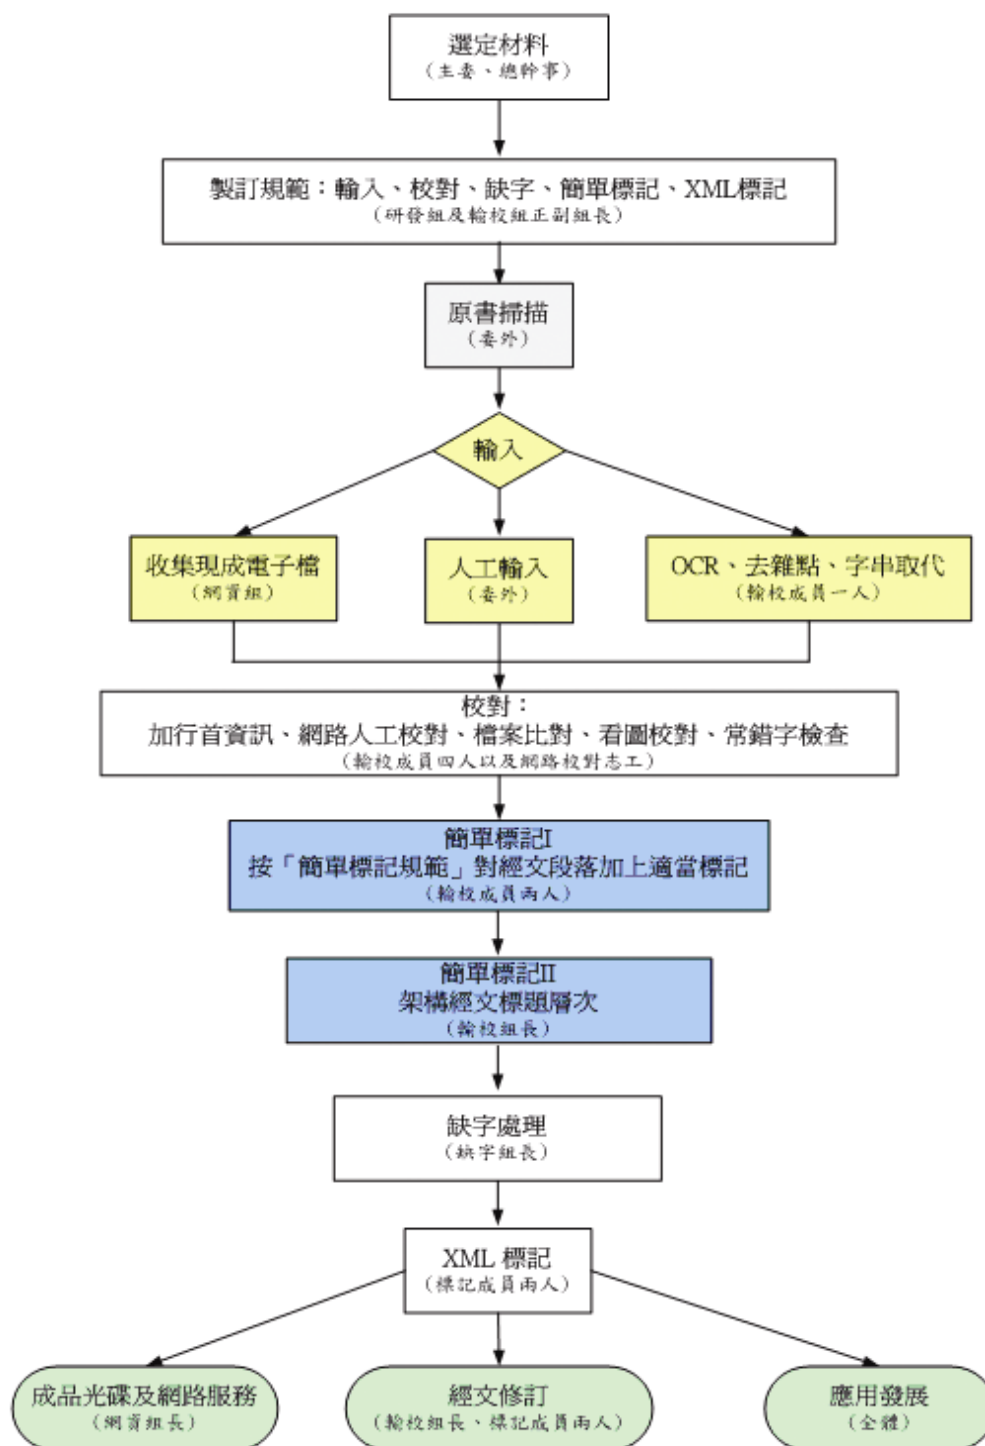 選定材料
（主委、總幹事）
製訂規範：輸入、校對、缺字、簡單標記、XML標記
（研發組及輸校組正副組長）
原書掃描
（委外）
輸入
收集現成電子檔
（網資組）
人工輸入
（委外）
OCR、去雜點、字串取代
（輸校成員一人）
校對：
加行首資訊、網路人工校對、檔案比對、看圖校對、常錯字檢查
（輸校成員四人以及網路校對志工）
簡單標記I
按「簡單標記規範」對經文段落加上適當標記
（輸校成員兩人）
簡單標記II
架構經文標題層次
（輸校組長）
缺字處理
（缺字組長）
XML 標記
（標記成員兩人）
成品光碟及網路服務
（網資組長）
經文修訂
（輸校組長、標記成員兩人）
應用發展
（全體）